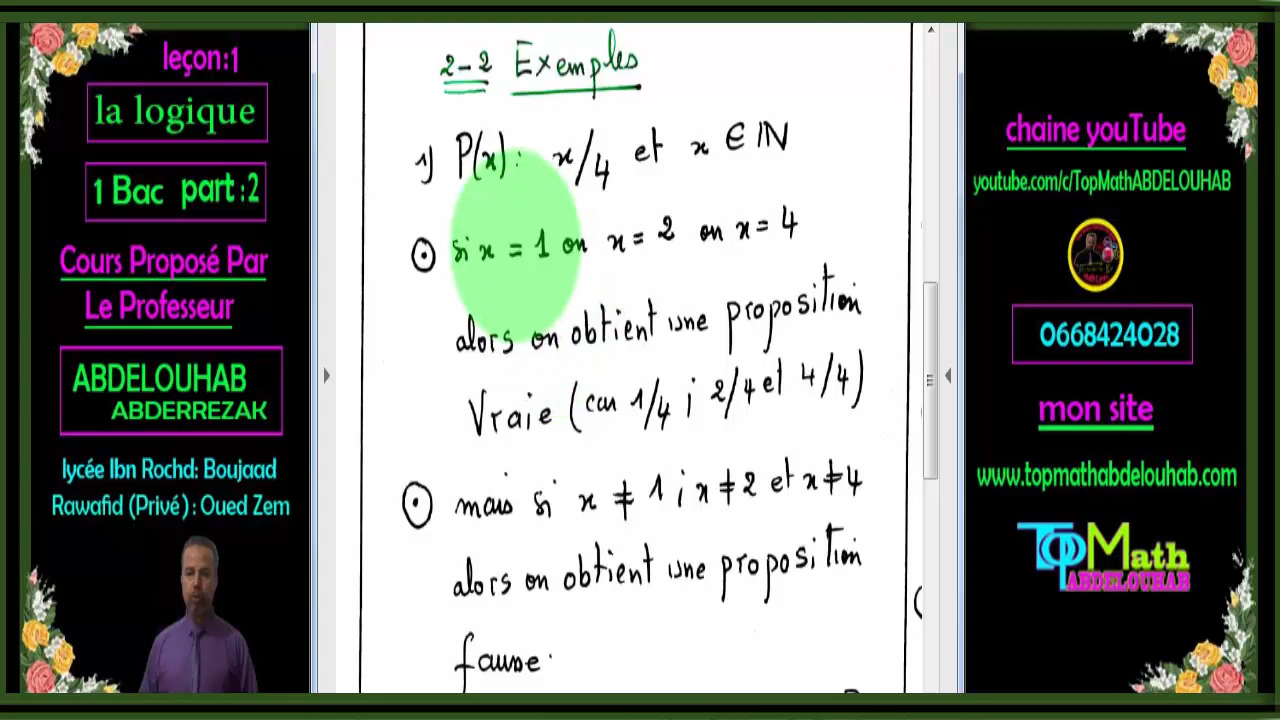 leçon:1
la logique
1 Bac part:2
Cours Proposé Par
Le Professeur
ABDELOUHAB
ABDERREZAK
lycée Ibn Rochd: Boujaad
Rawafid (Privé) : Oued Zem
2-2 Exemples
1) P(x): x/4 et x ∈ IN
⊙ si x = 1 ou x = 2 ou x = 4
alors on obtient une proposition
Vraie (car 1/4 ; 2/4 et 4/4)
⊙ mais si x ≠ 1 ; x ≠ 2 et x ≠ 4
alors on obtient une proposition
fausse.
chaine youTube
youtube.com/c/TopMathABDELOUHAB
0668424028
mon site
www.topmathabdelouhab.com
TopMath
ABDELOUHAB